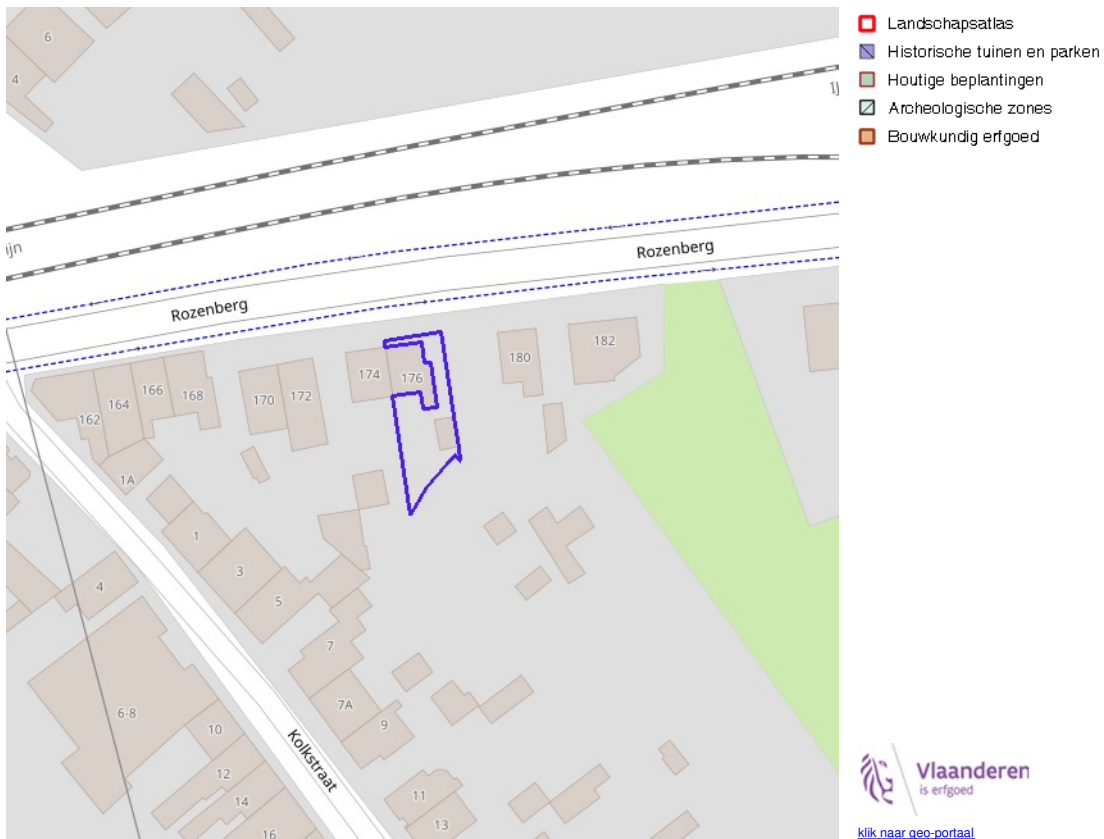 6
4
IJ
ijn
Rozenberg
Rozenberg
180
182
174
176
170
172
168
166
164
162
1A
1
3
5
4
7
7A
9
6-8
10
12
14
16
11
13
Kolkstraat
Landschapsatlas
Historische tuinen en parken
Houtige beplantingen
Archeologische zones
Bouwkundig erfgoed
Vlaanderen
is erfgoed
klik naar geo-portaal